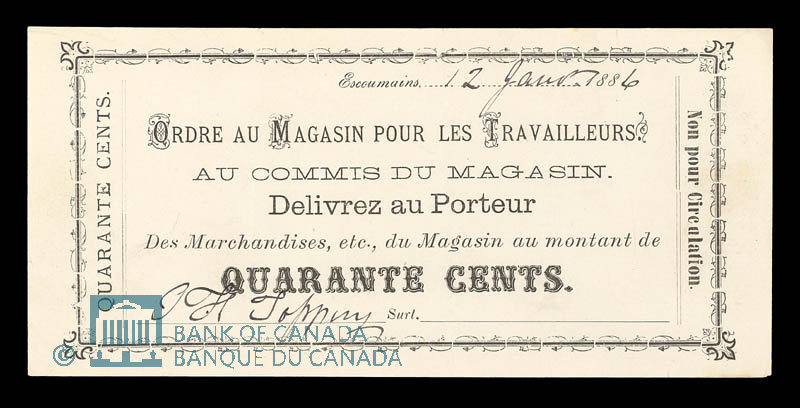 Escoumains, 12 Janv. 1886
ORDRE AU MAGASIN POUR LES TRAVAILLEURS.
AU COMMIS DU MAGASIN.
Delivrez au Porteur
Des Marchandises, etc., du Magasin au montant de
QUARANTE CENTS.
Surt.
QUARANTE CENTS.
Non pour Circulation.
© BANK OF CANADA
BANQUE DU CANADA